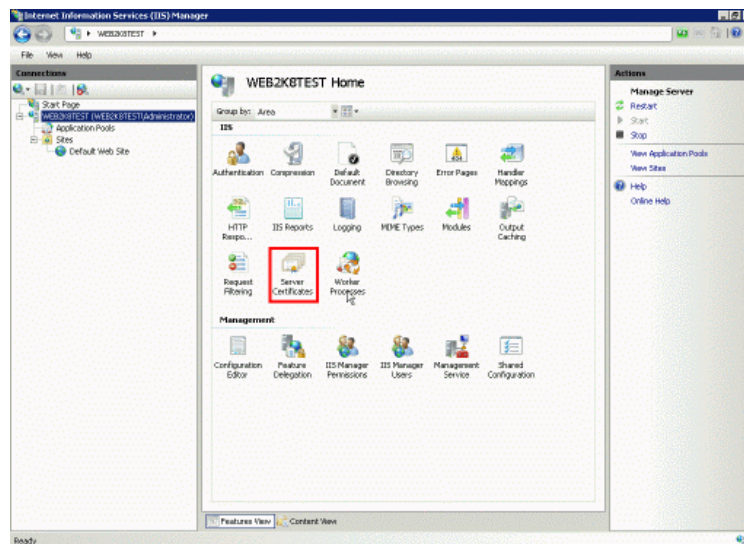 Internet Information Services (IIS) Manager
WEB2K8TEST
File View Help
Connections
Start Page
WEB2K8TEST (WEB2K8TEST\Administrator)
Application Pools
Sites
Default Web Site
WEB2K8TEST Home
Group by: Area
IIS
Authentication
Compression
Default Document
Directory Browsing
Error Pages
Handler Mappings
HTTP Respo...
IIS Reports
Logging
MIME Types
Modules
Output Caching
Request Filtering
Server Certificates
Worker Processes
Management
Configuration Editor
Feature Delegation
IIS Manager Permissions
IIS Manager Users
Management Service
Shared Configuration
Features View
Content View
Actions
Manage Server
Restart
Start
Stop
View Application Pools
View Sites
Help
Online Help
Ready